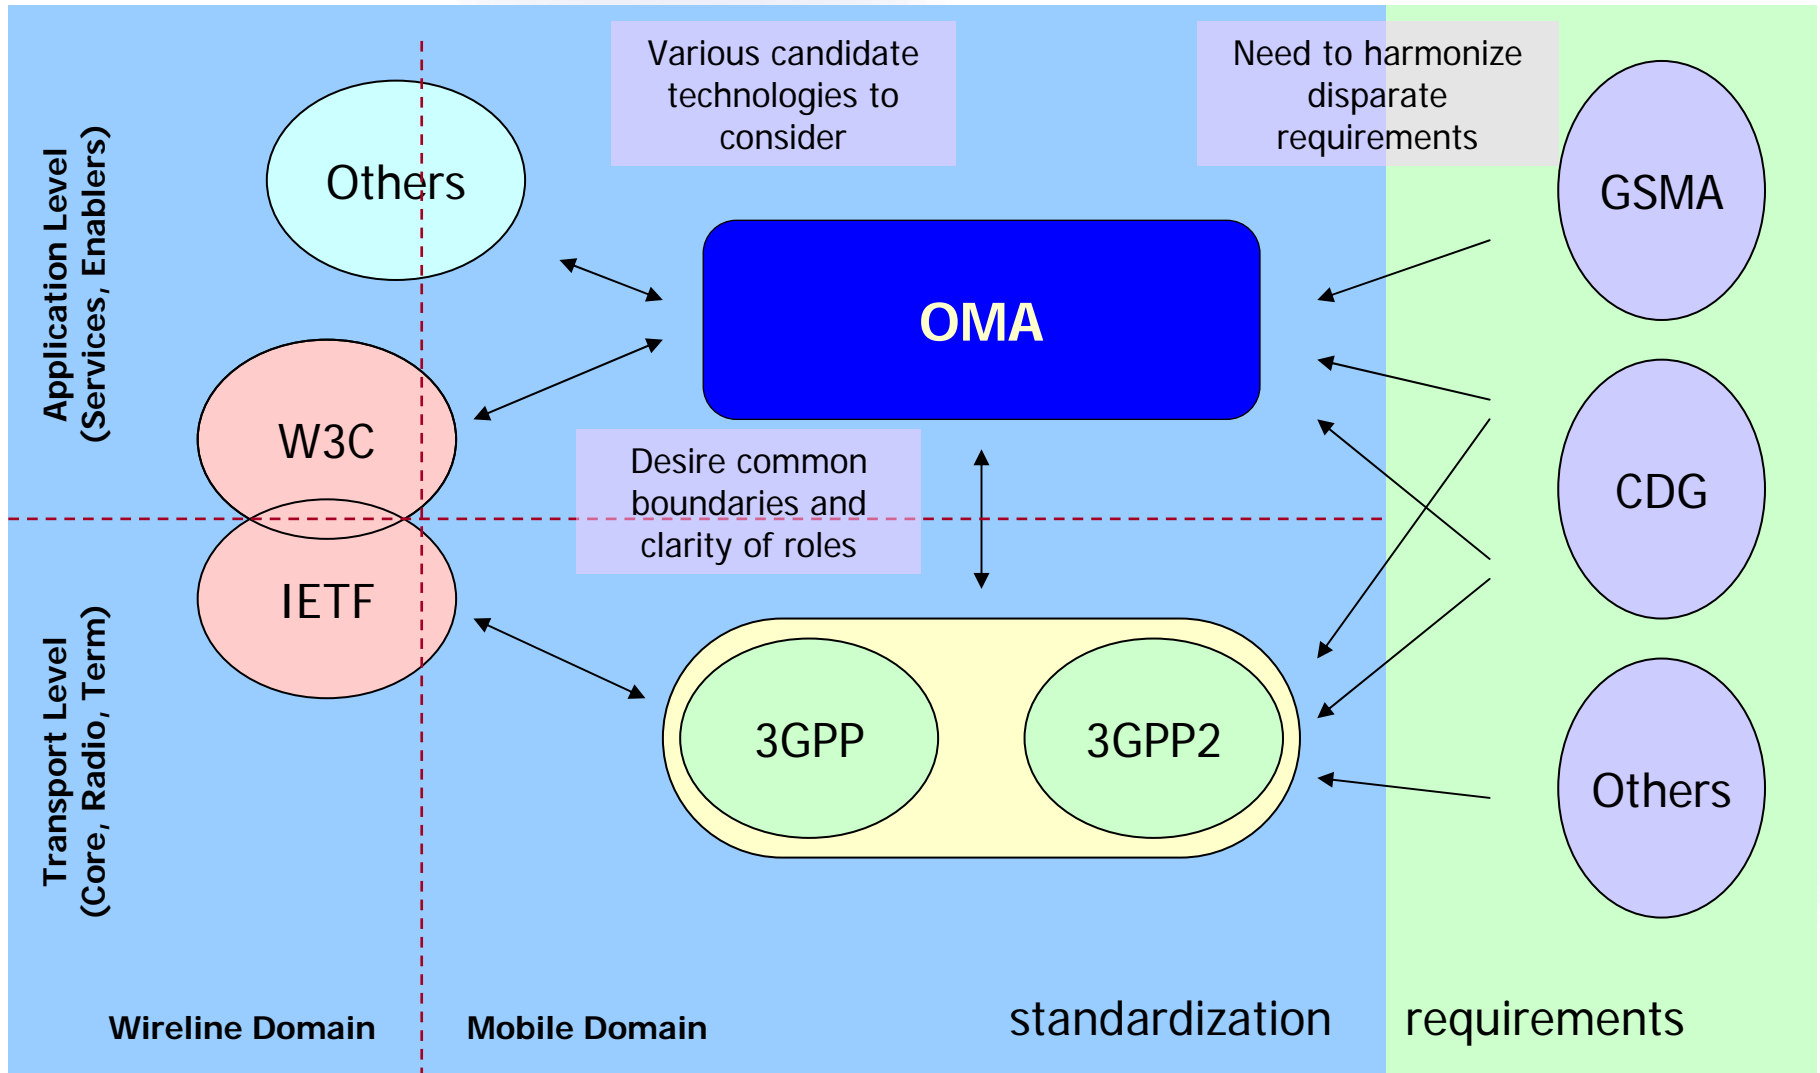 Various candidate
technologies to
consider
Need to harmonize
disparate
requirements
Others
GSMA
OMA
Application Level
(Services, Enablers)
W3C
Desire common
boundaries and
clarity of roles
CDG
IETF
Transport Level
(Core, Radio, Term)
3GPP
3GPP2
Others
Wireline Domain
Mobile Domain
standardization
requirements